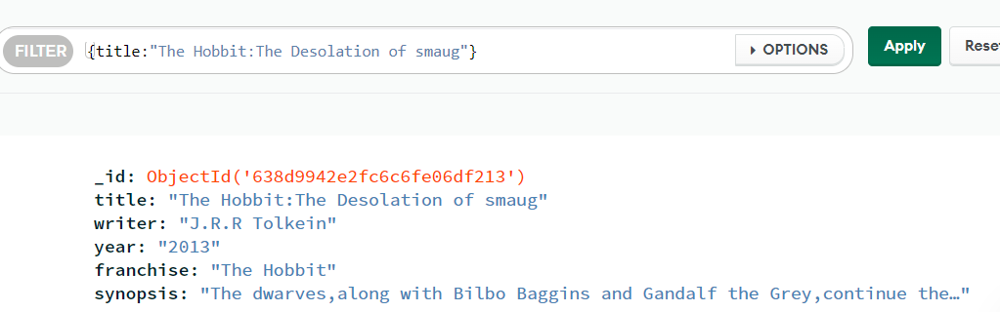 FILTER {title:"The Hobbit:The Desolation of smaug"} OPTIONS Apply Reset
_id: ObjectId('638d9942e2fc6c6fe06df213')
title: "The Hobbit:The Desolation of smaug"
writer: "J.R.R Tolkein"
year: "2013"
franchise: "The Hobbit"
synopsis: "The dwarves,along with Bilbo Baggins and Gandalf the Grey,continue the…"